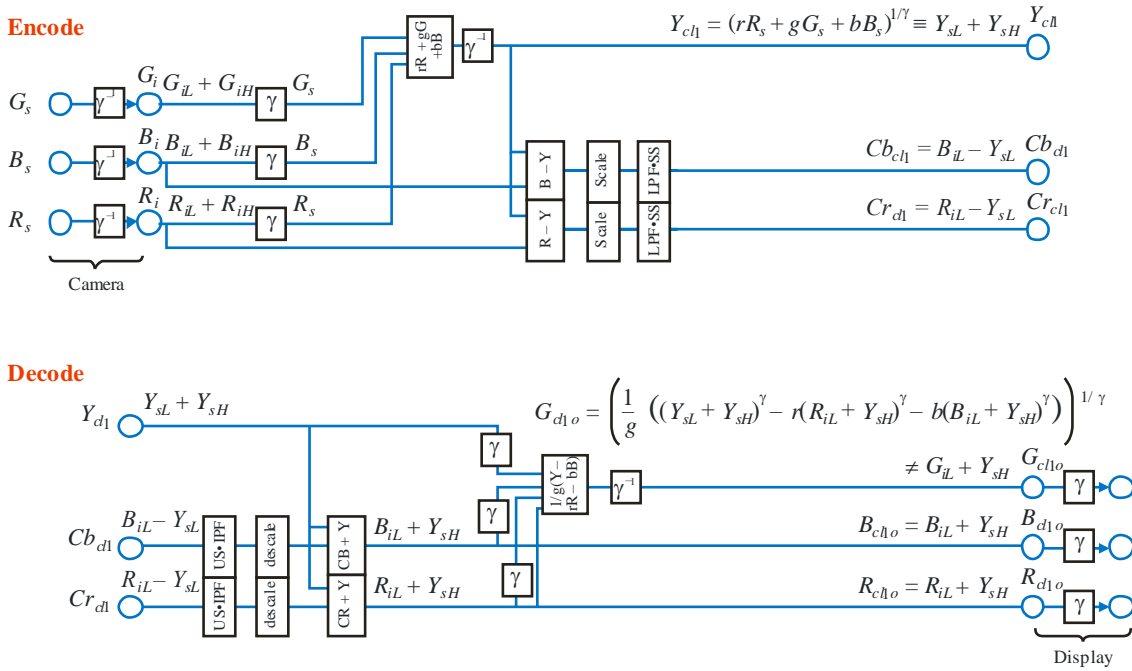 Encode
Y_{cl1} = (rR_s + gG_s + bB_s)^{1/γ} ≡ Y_{sL} + Y_{sH}
Y_{cl1}
rR + gG
+bB
γ^{-1}
G_s
γ^{-1}
G_i
G_{iL} + G_{iH}
γ
G_s
B_s
γ^{-1}
B_i
B_{iL} + B_{iH}
γ
B_s
B – Y
Scale
LPF•SS
Cb_{cl1} = B_{iL} – Y_{sL}
Cb_{cl1}
R_s
γ^{-1}
R_i
R_{iL} + R_{iH}
γ
R_s
R – Y
Scale
LPF•SS
Cr_{cl1} = R_{iL} – Y_{sL}
Cr_{cl1}
Camera
Decode
Y_{cl1}
Y_{sL} + Y_{sH}
G_{cl1o} = (1/g ((Y_{sL} + Y_{sH})^γ – r(R_{iL} + Y_{sH})^γ – b(B_{iL} + Y_{sH})^γ))^{1/γ}
γ
1/g(Y –
rR – bB)
γ^{-1}
≠ G_{iL} + Y_{sH}
G_{cl1o}
γ
γ
Cb_{cl1}
B_{iL} – Y_{sL}
US•IPF
descale
CB + Y
B_{iL} + Y_{sH}
B_{cl1o} = B_{iL} + Y_{sH}
B_{cl1o}
γ
γ
Cr_{cl1}
R_{iL} – Y_{sL}
US•IPF
descale
CR + Y
R_{iL} + Y_{sH}
R_{cl1o} = R_{iL} + Y_{sH}
R_{cl1o}
γ
Display